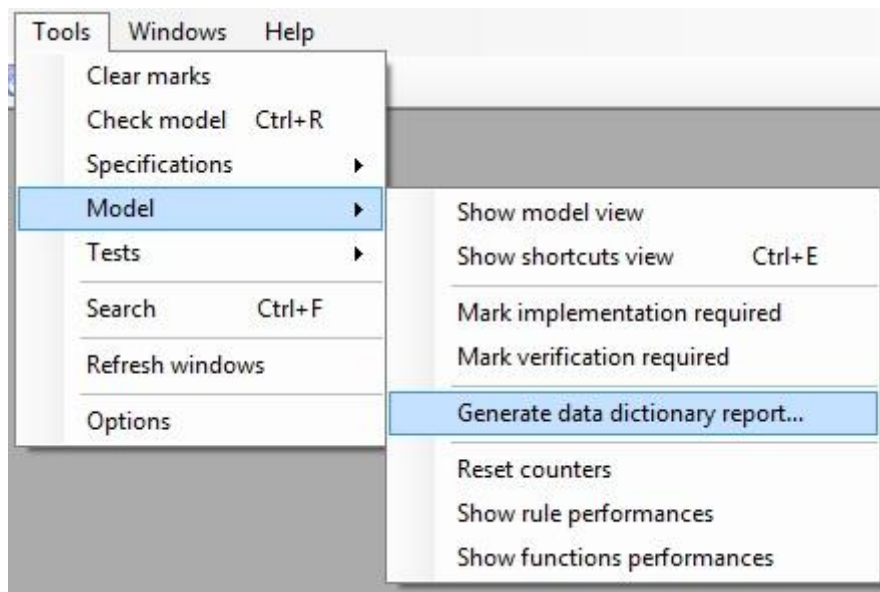 Tools Windows Help
Clear marks
Check model Ctrl+R
Specifications
Model
Tests
Search Ctrl+F
Refresh windows
Options
Show model view
Show shortcuts view Ctrl+E
Mark implementation required
Mark verification required
Generate data dictionary report...
Reset counters
Show rule performances
Show functions performances